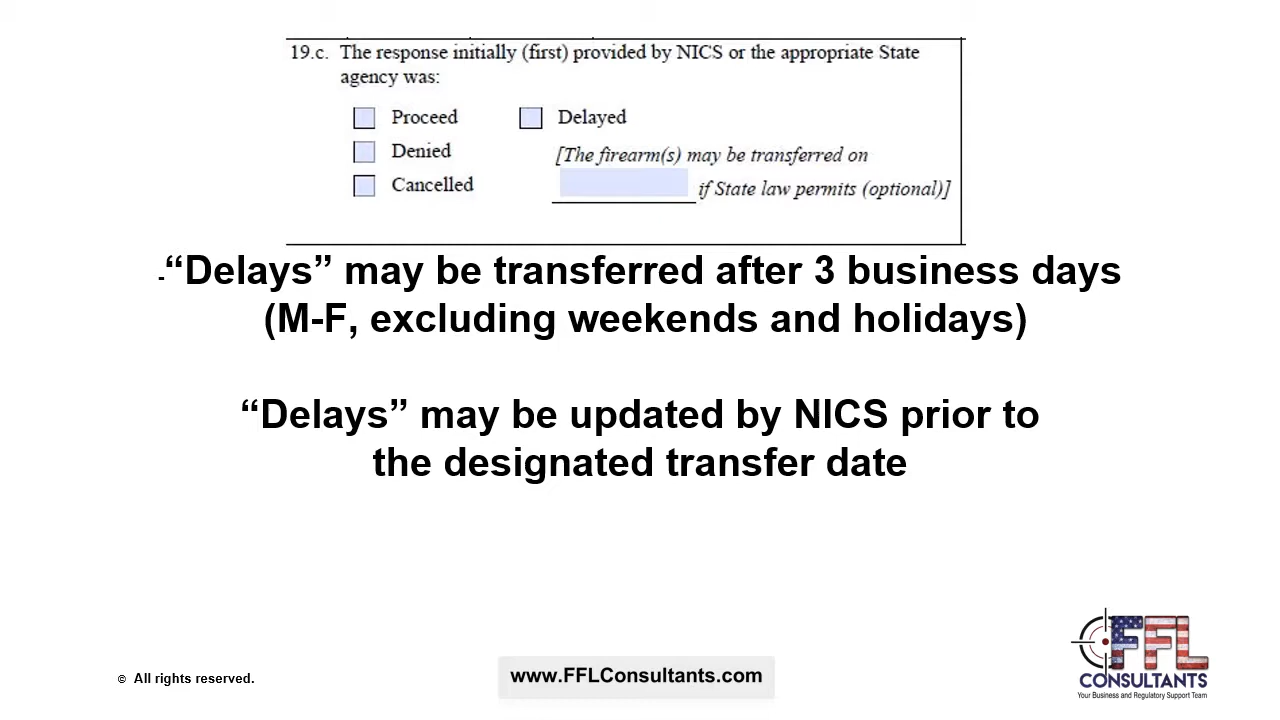 19.c. The response initially (first) provided by NICS or the appropriate State
agency was:
Proceed Delayed
Denied [The firearm(s) may be transferred on
Cancelled if State law permits (optional)]
-“Delays” may be transferred after 3 business days
(M-F, excluding weekends and holidays)
“Delays” may be updated by NICS prior to
the designated transfer date
FFL
CONSULTANTS
Your Business and Regulatory Support Team
© All rights reserved.
www.FFLConsultants.com